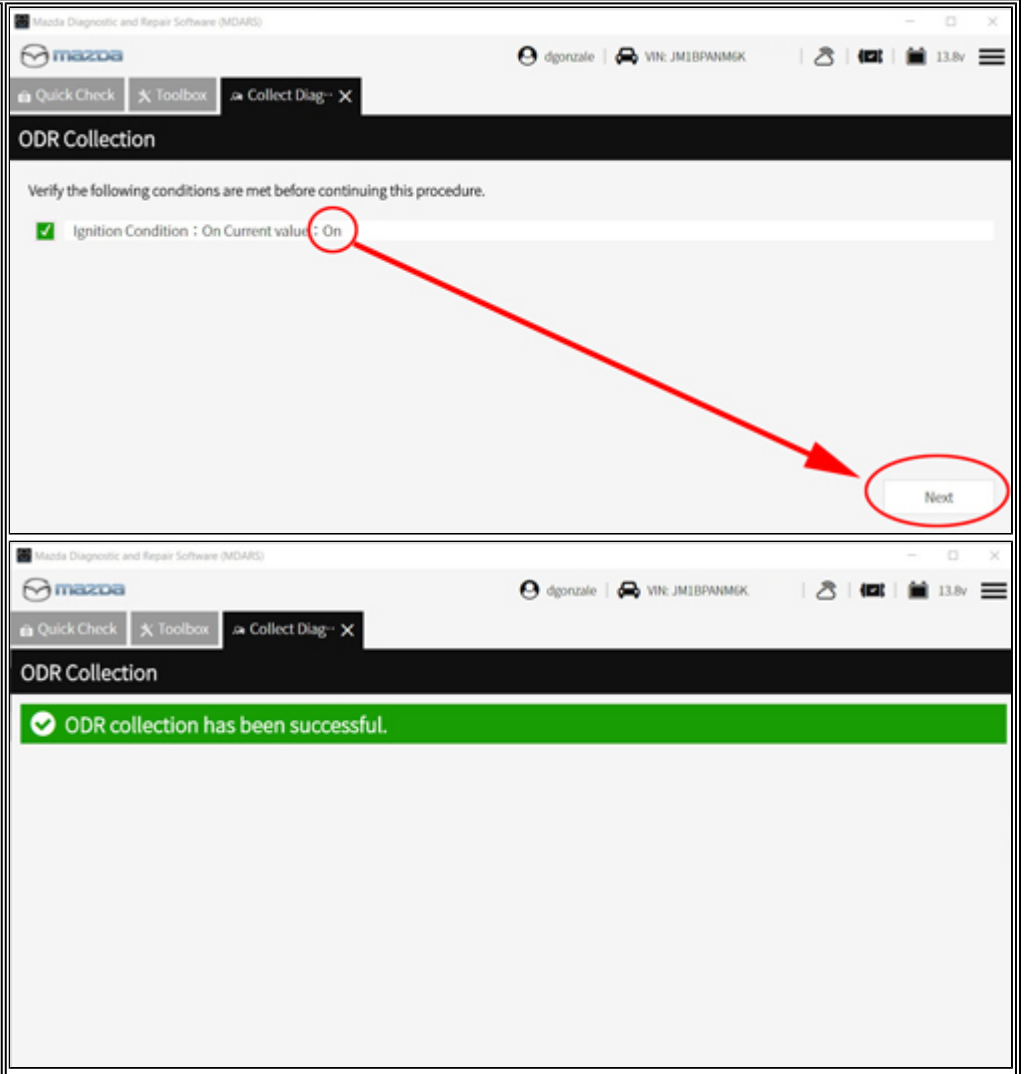 Mazda Diagnostic and Repair Software (MDARS)
mazda dgonzale VIN: JM1BPANM6K 13.8v
Quick Check Toolbox Collect Diag··
ODR Collection
Verify the following conditions are met before continuing this procedure.
Ignition Condition : On Current value : On
Next
Mazda Diagnostic and Repair Software (MDARS)
mazda dgonzale VIN: JM1BPANM6K 13.8v
Quick Check Toolbox Collect Diag··
ODR Collection
ODR collection has been successful.